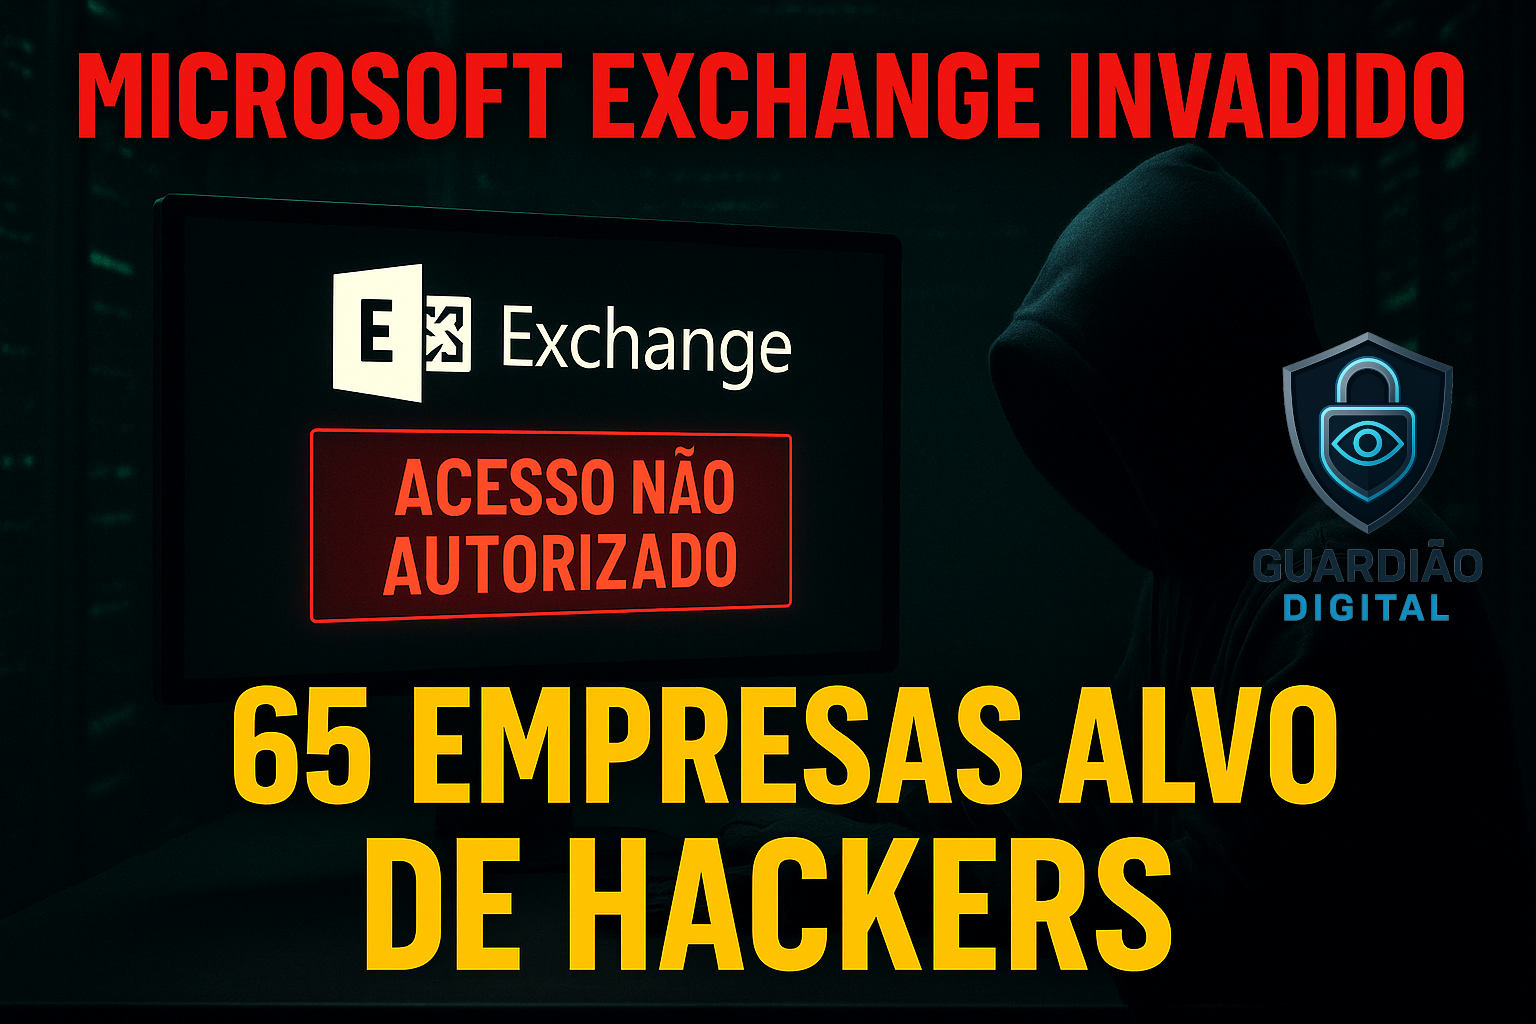 MICROSOFT EXCHANGE INVADIDO
E Exchange
ACESSO NÃO
AUTORIZADO
GUARDIÃO
DIGITAL
65 EMPRESAS ALVO
DE HACKERS